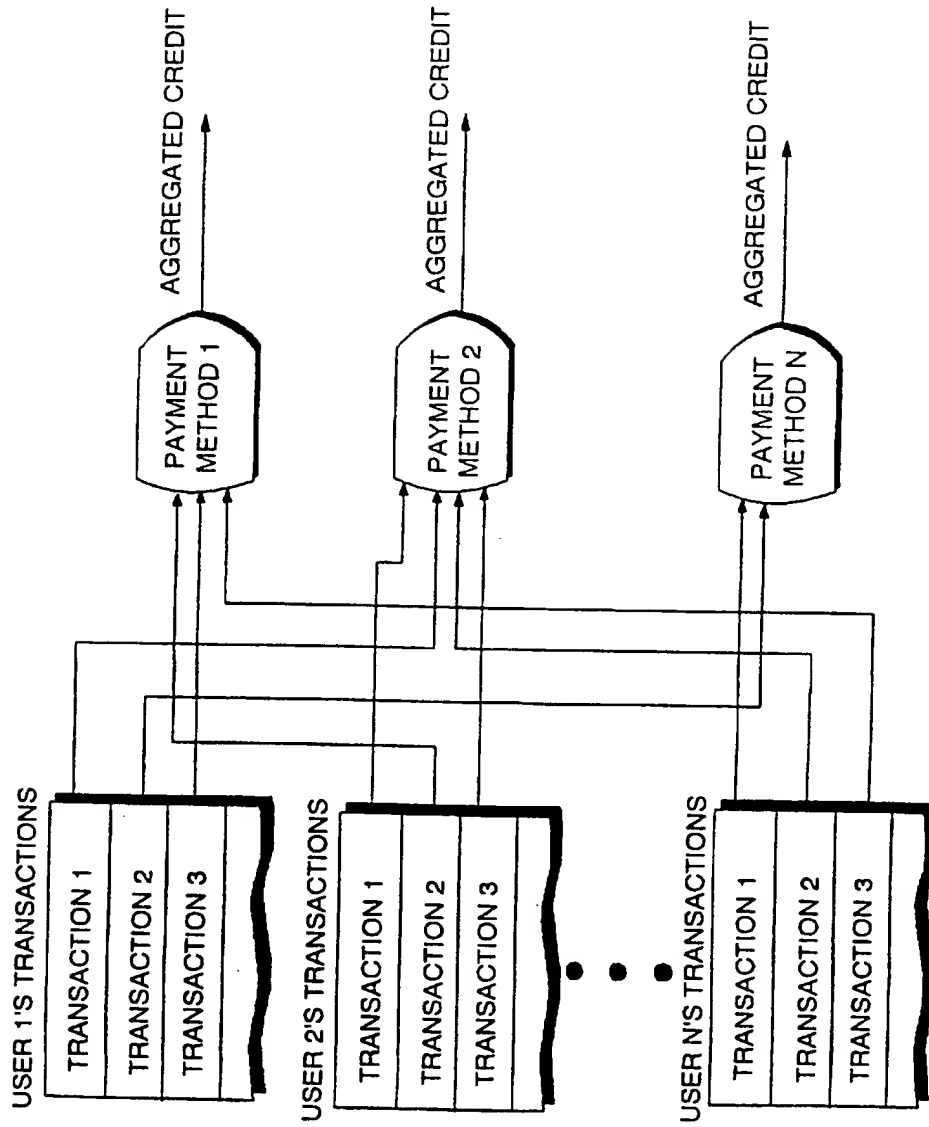 USER 1'S TRANSACTIONS
TRANSACTION 1
TRANSACTION 2
TRANSACTION 3
USER 2'S TRANSACTIONS
TRANSACTION 1
TRANSACTION 2
TRANSACTION 3
USER N'S TRANSACTIONS
TRANSACTION 1
TRANSACTION 2
TRANSACTION 3
PAYMENT
METHOD 1
AGGREGATED CREDIT
PAYMENT
METHOD 2
AGGREGATED CREDIT
PAYMENT
METHOD N
AGGREGATED CREDIT